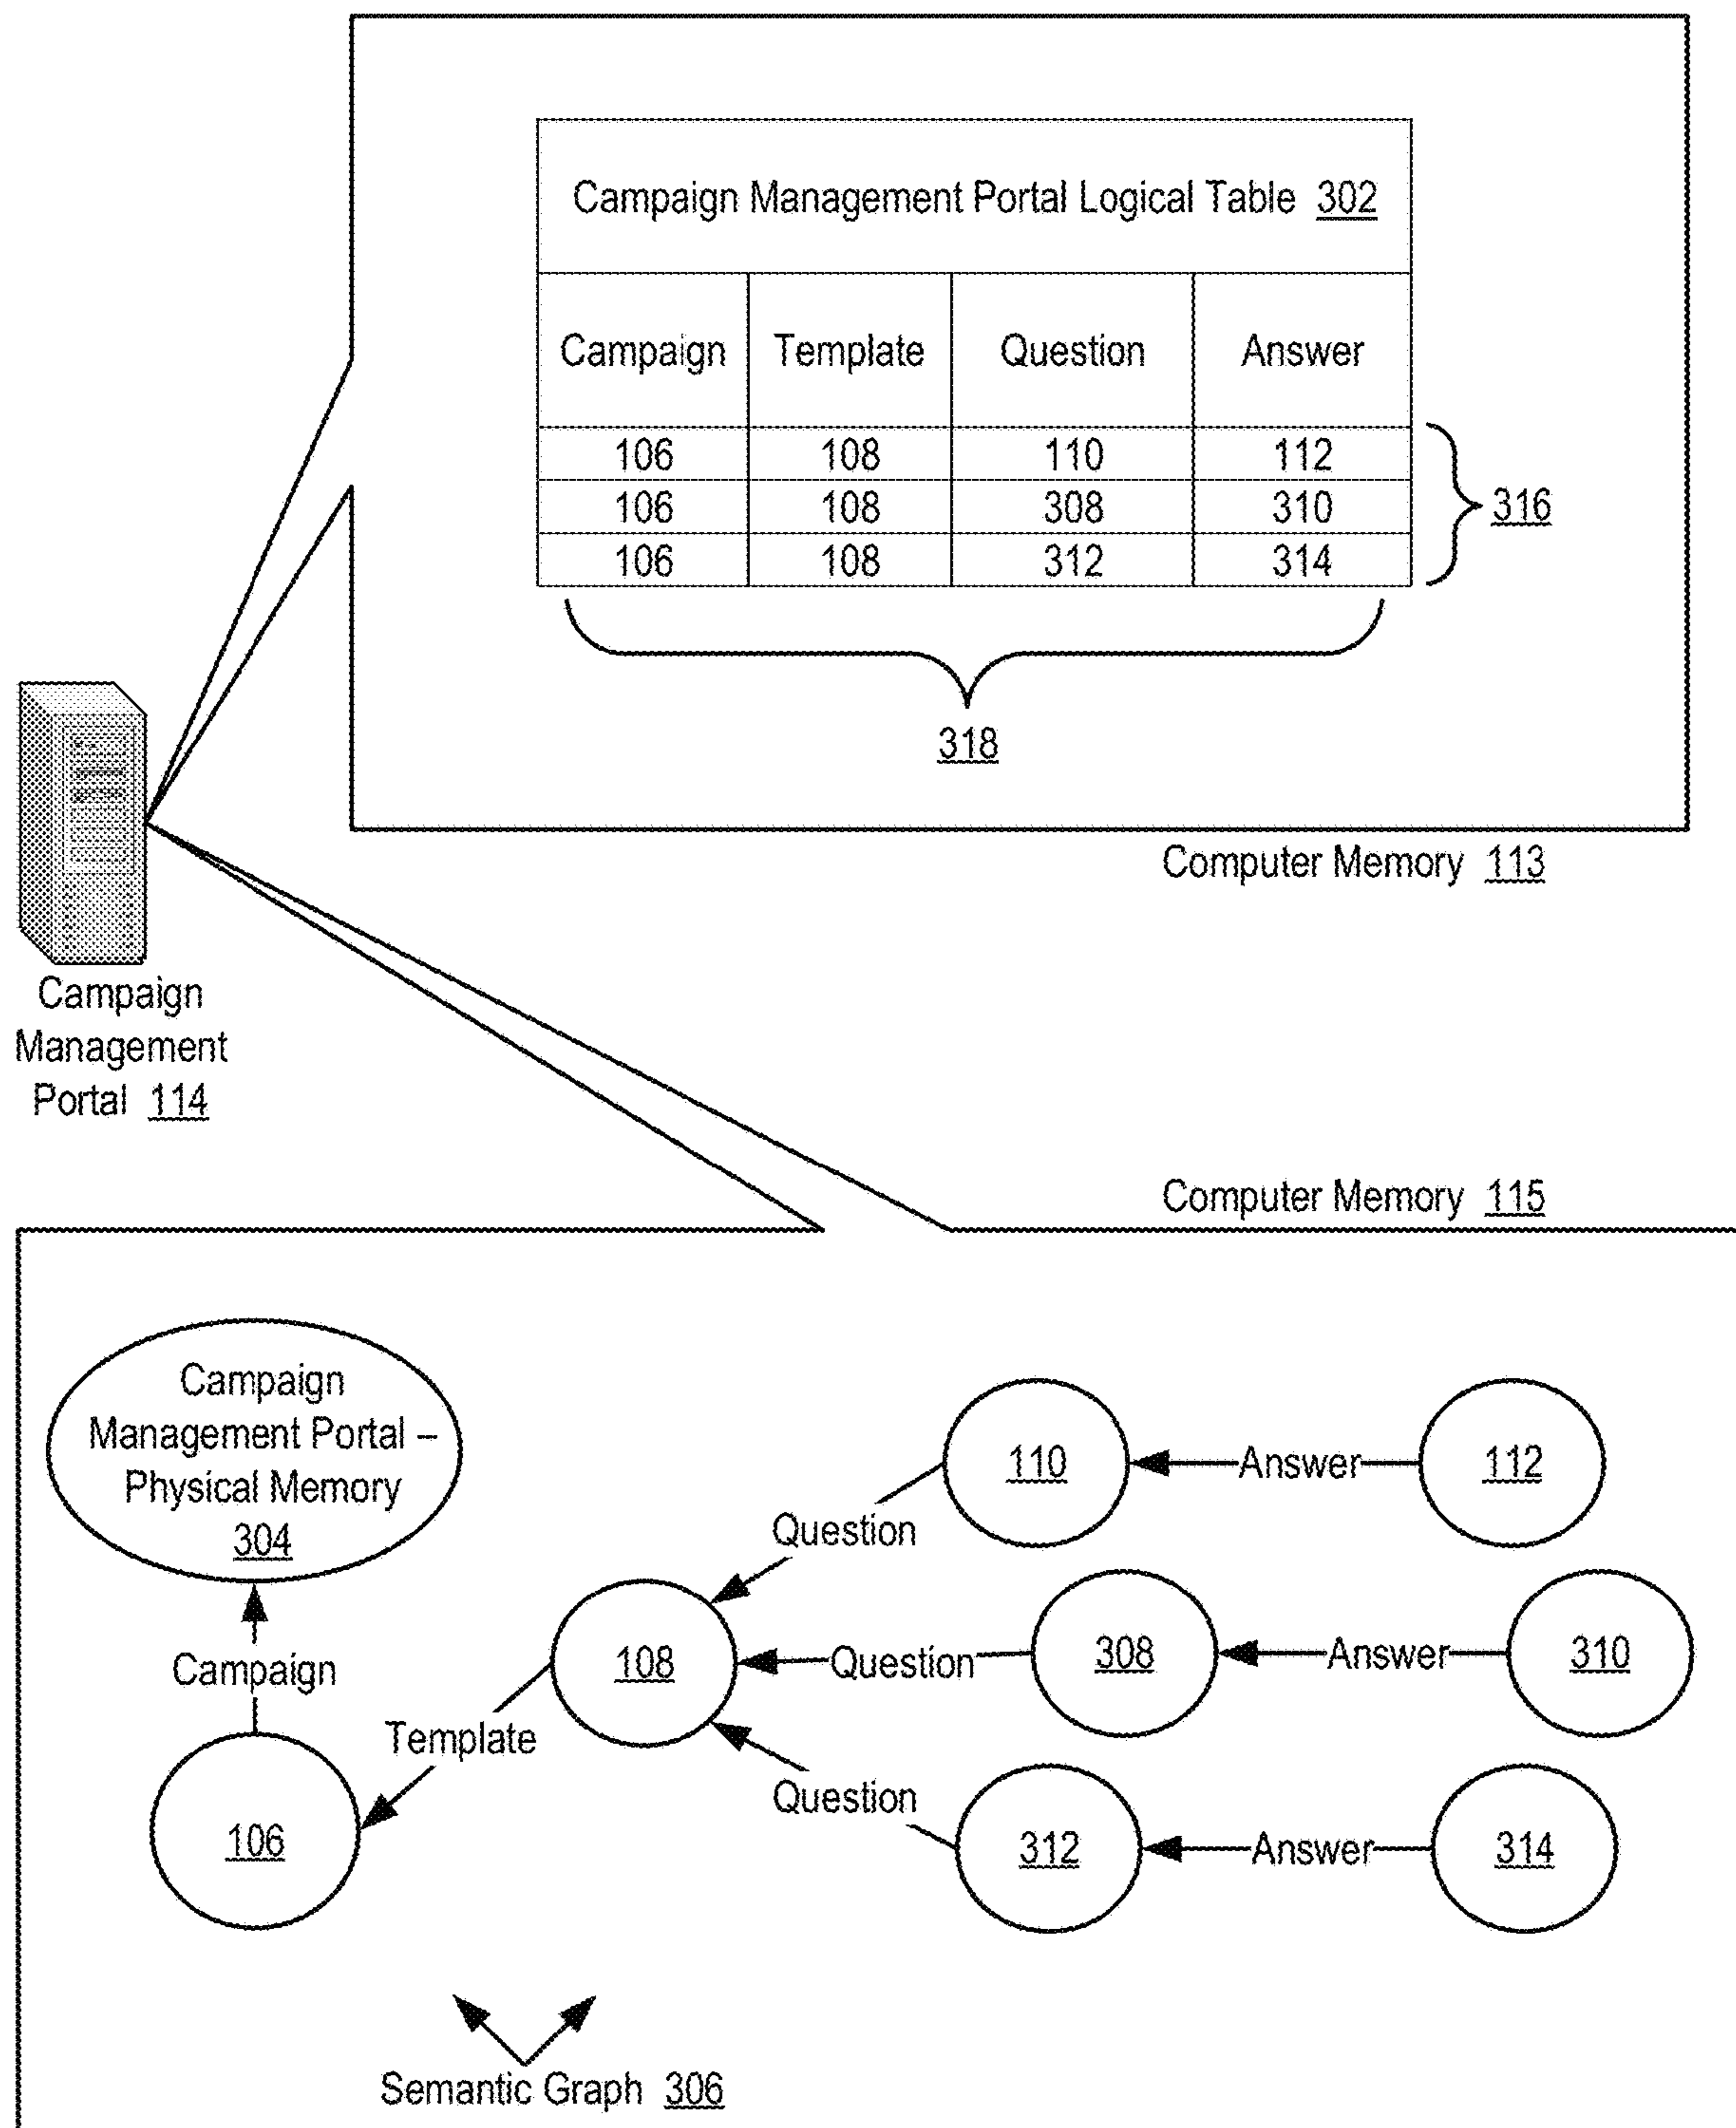 Campaign Management Portal Logical Table 302
Campaign Template Question Answer
106 108 110 112
106 108 308 310
106 108 312 314
316
318
Computer Memory 113
Campaign
Management
Portal 114
Computer Memory 115
Campaign
Management Portal –
Physical Memory
304
Campaign
106
Template
108
Question
110
Answer
112
Question
308
Answer
310
Question
312
Answer
314
Semantic Graph 306